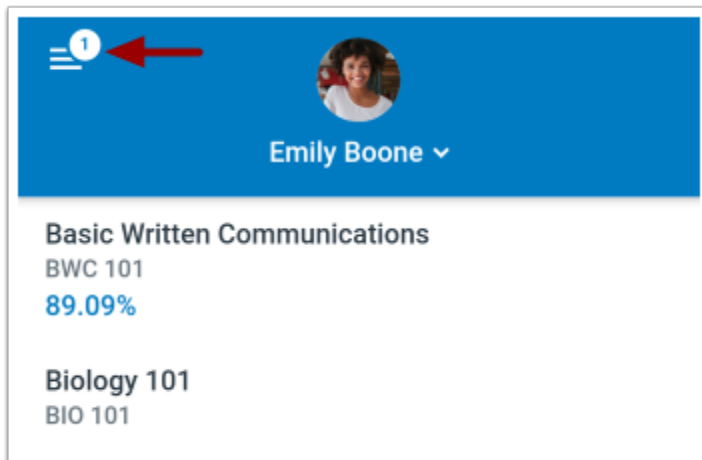 1
Emily Boone
Basic Written Communications
BWC 101
89.09%
Biology 101
BIO 101